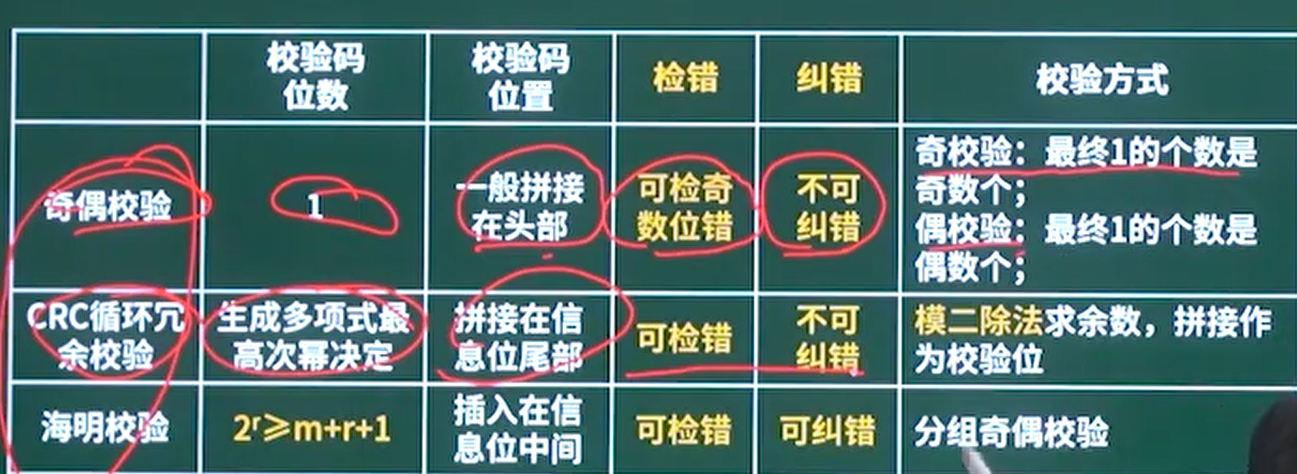 校验码
位数
校验码
位置
检错
纠错
校验方式
奇偶校验
1
一般拼接
在头部
可检奇
数位错
不可
纠错
奇校验：最终1的个数是
奇数个；
偶校验：最终1的个数是
偶数个；
CRC循环冗
余校验
生成多项式最
高次幂决定
拼接在信
息位尾部
可检错
不可
纠错
模二除法求余数，拼接作
为校验位
海明校验
2ʳ≥m+r+1
插入在信
息位中间
可检错
可纠错
分组奇偶校验